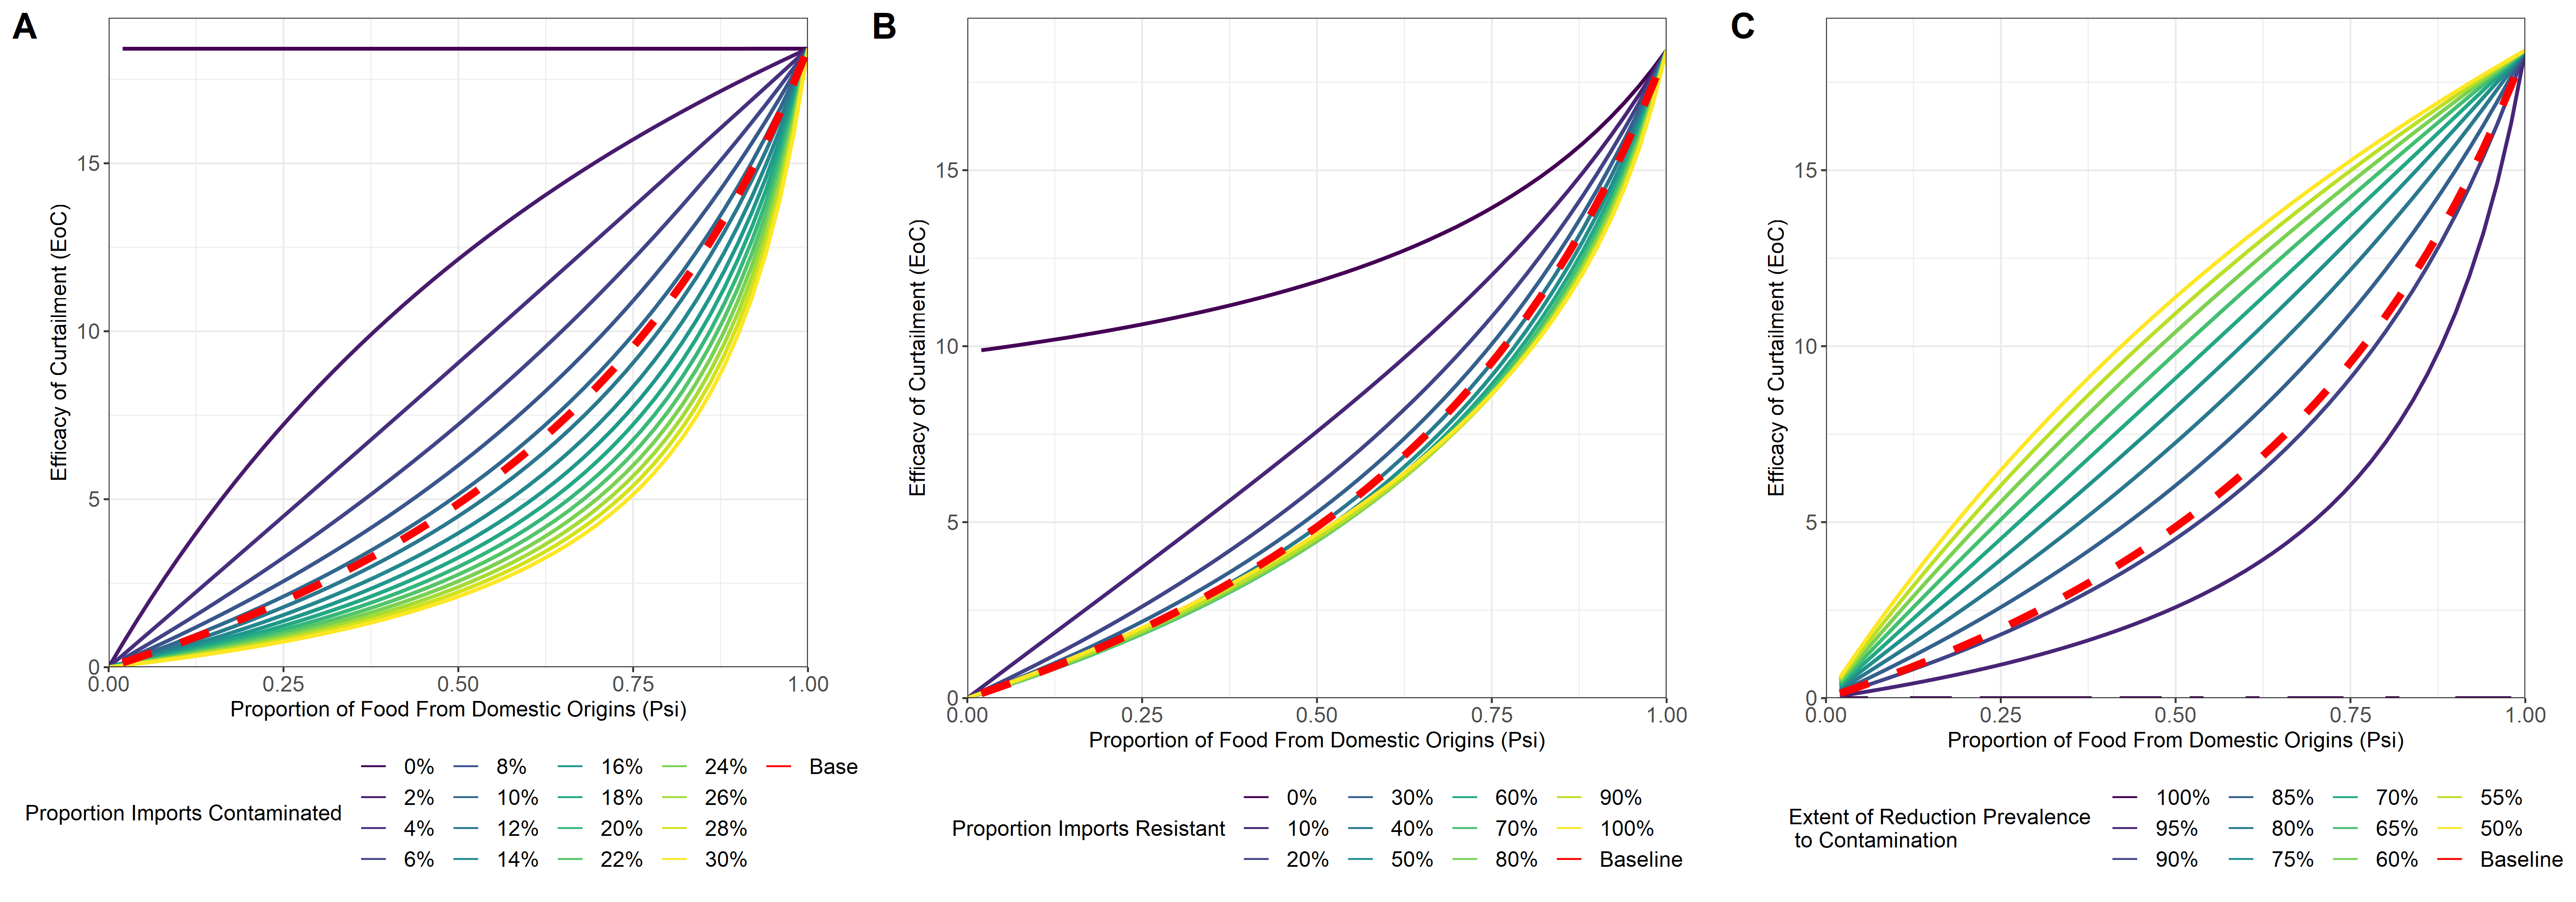 A
Efficacy of Curtailment (EoC)
15
10
5
0
0.00 0.25 0.50 0.75 1.00
Proportion of Food From Domestic Origins (Psi)
Proportion Imports Contaminated
0% 8% 16% 24% Base
2% 10% 18% 26%
4% 12% 20% 28%
6% 14% 22% 30%
B
Efficacy of Curtailment (EoC)
15
10
5
0
0.00 0.25 0.50 0.75 1.00
Proportion of Food From Domestic Origins (Psi)
Proportion Imports Resistant
0% 30% 60% 90%
10% 40% 70% 100%
20% 50% 80% Baseline
C
Efficacy of Curtailment (EoC)
15
10
5
0
0.00 0.25 0.50 0.75 1.00
Proportion of Food From Domestic Origins (Psi)
Extent of Reduction Prevalence
to Contamination
100% 85% 70% 55%
95% 80% 65% 50%
90% 75% 60% Baseline